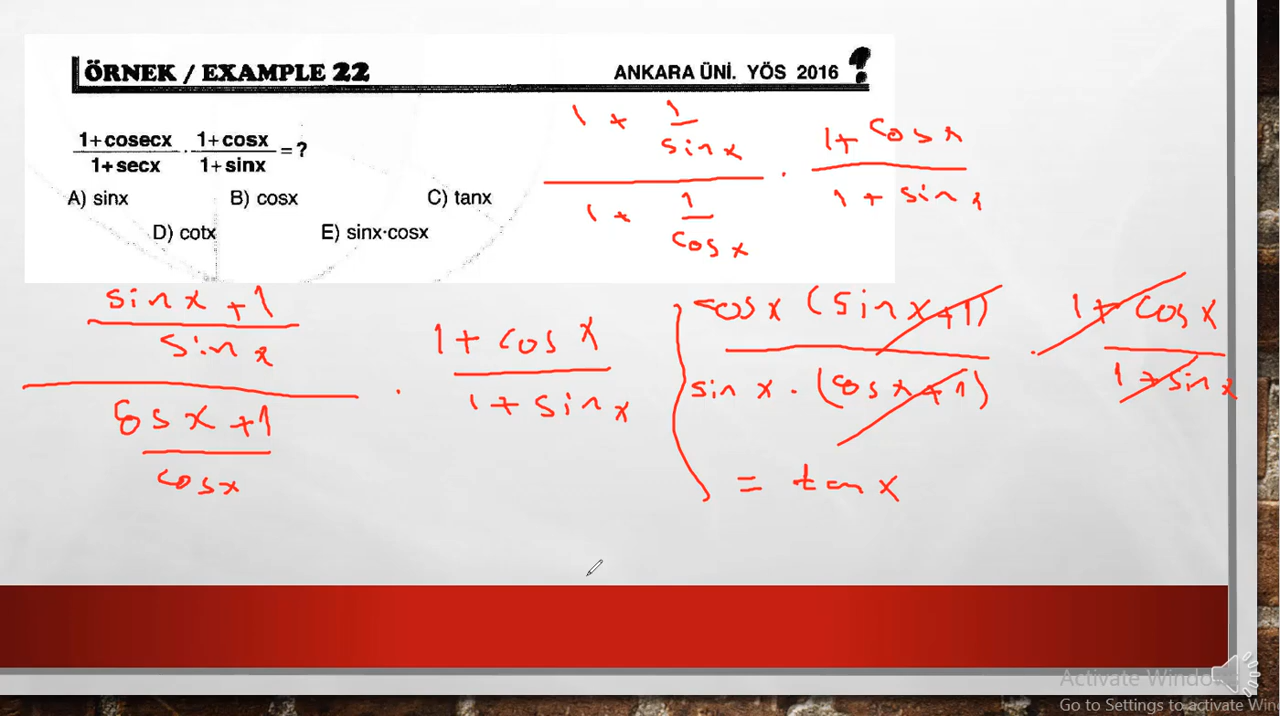 ÖRNEK / EXAMPLE 22
ANKARA ÜNİ. YÖS 2016 ?
1+cosecx / 1+secx · 1+cosx / 1+sinx = ?
A) sinx B) cosx C) tanx
D) cotx E) sinx·cosx
1 + 1/sinx / 1 + 1/cosx · 1 + cosx / 1 + sinx
sinx + 1 / sinx / cosx + 1 / cosx · 1 + cosx / 1 + sinx
cosx (sinx+1) / sinx · (cosx+1) · 1 + cosx / 1 + sinx
= tanx
Activate Windo
Go to Settings to activate Win